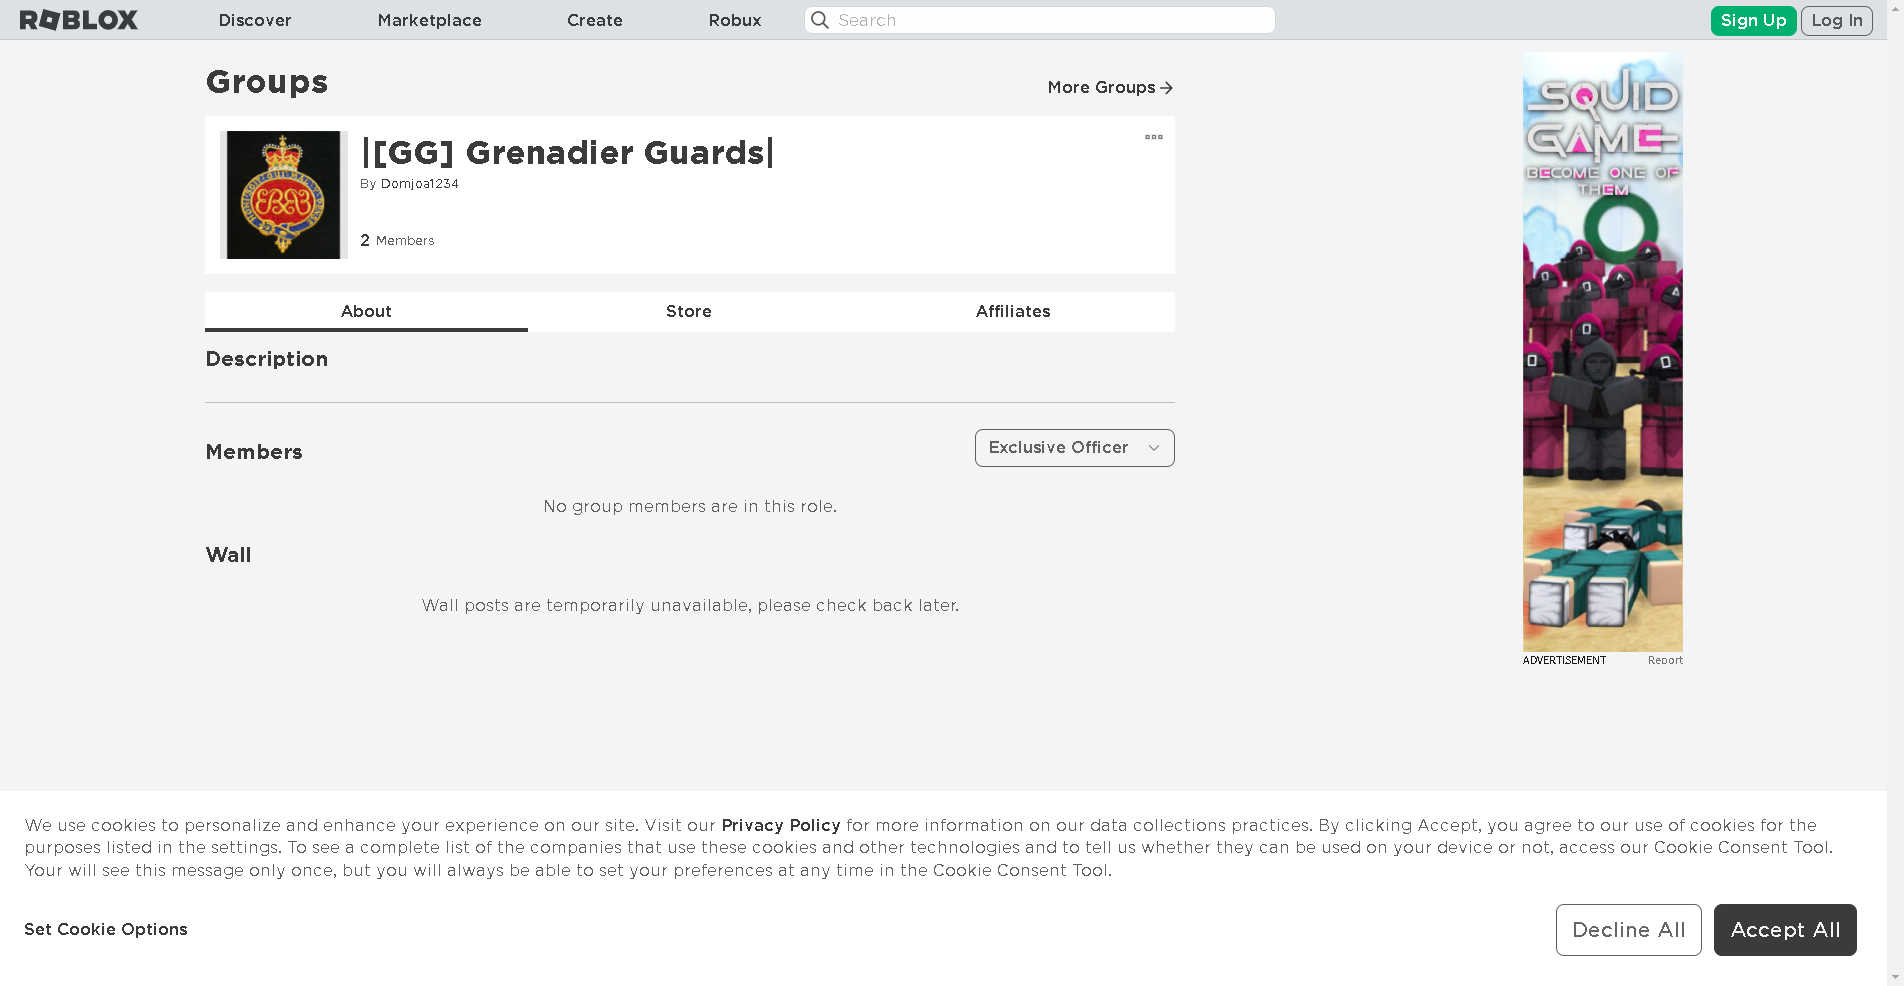 ROBLOX
Discover
Marketplace
Create
Robux
Search
Sign Up
Log In
Groups
More Groups
|[GG] Grenadier Guards|
By Domjoa1234
2 Members
About
Store
Affiliates
Description
Members
Exclusive Officer
No group members are in this role.
Wall
Wall posts are temporarily unavailable, please check back later.
SQUID
GAME
BECOME ONE OF
THEM
ADVERTISEMENT
Report
We use cookies to personalize and enhance your experience on our site. Visit our Privacy Policy for more information on our data collections practices. By clicking Accept, you agree to our use of cookies for the
purposes listed in the settings. To see a complete list of the companies that use these cookies and other technologies and to tell us whether they can be used on your device or not, access our Cookie Consent Tool.
Your will see this message only once, but you will always be able to set your preferences at any time in the Cookie Consent Tool.
Set Cookie Options
Decline All
Accept All